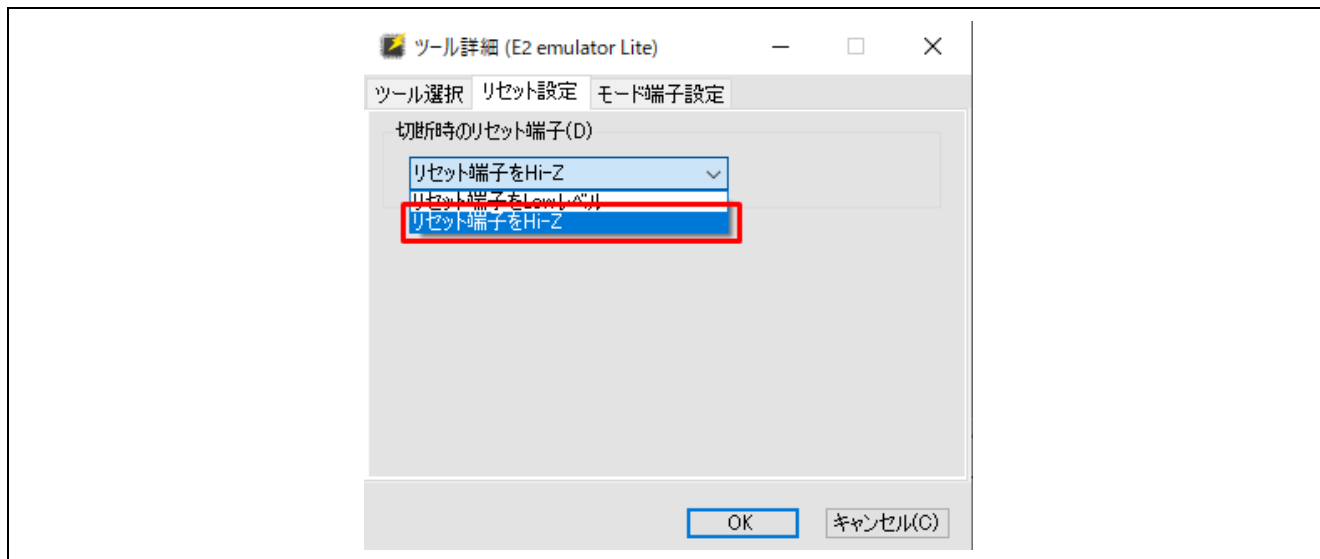 ツール詳細 (E2 emulator Lite)
ツール選択 リセット設定 モード端子設定
切断時のリセット端子(D)
リセット端子をHi-Z
リセット端子をLowレベル
リセット端子をHi-Z
OK キャンセル(C)